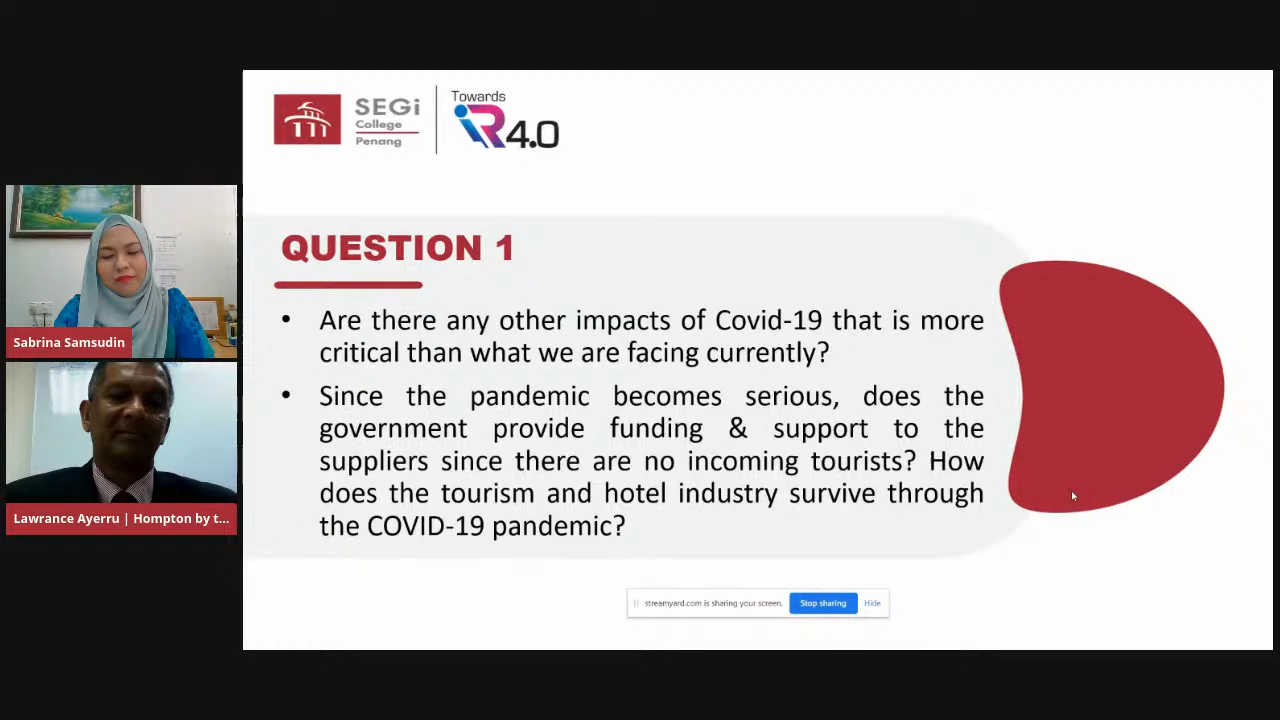 SEGi
College
Penang
Towards
iR4.0
QUESTION 1
• Are there any other impacts of Covid-19 that is more
critical than what we are facing currently?
• Since the pandemic becomes serious, does the
government provide funding & support to the
suppliers since there are no incoming tourists? How
does the tourism and hotel industry survive through
the COVID-19 pandemic?
Sabrina Samsudin
Lawrance Ayerru | Hompton by t...
streamyard.com is sharing your screen.
Stop sharing
Hide